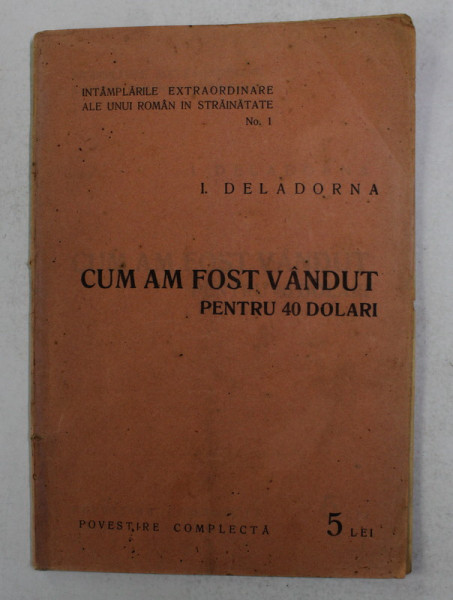 INTÂMPLĂRILE EXTRAORDINARE
ALE UNUI ROMÂN IN STRĂINĂTATE
No. 1
I. DELADORNA
CUM AM FOST VÂNDUT
PENTRU 40 DOLARI
POVESTIRE COMPLECTĂ
5 LEI